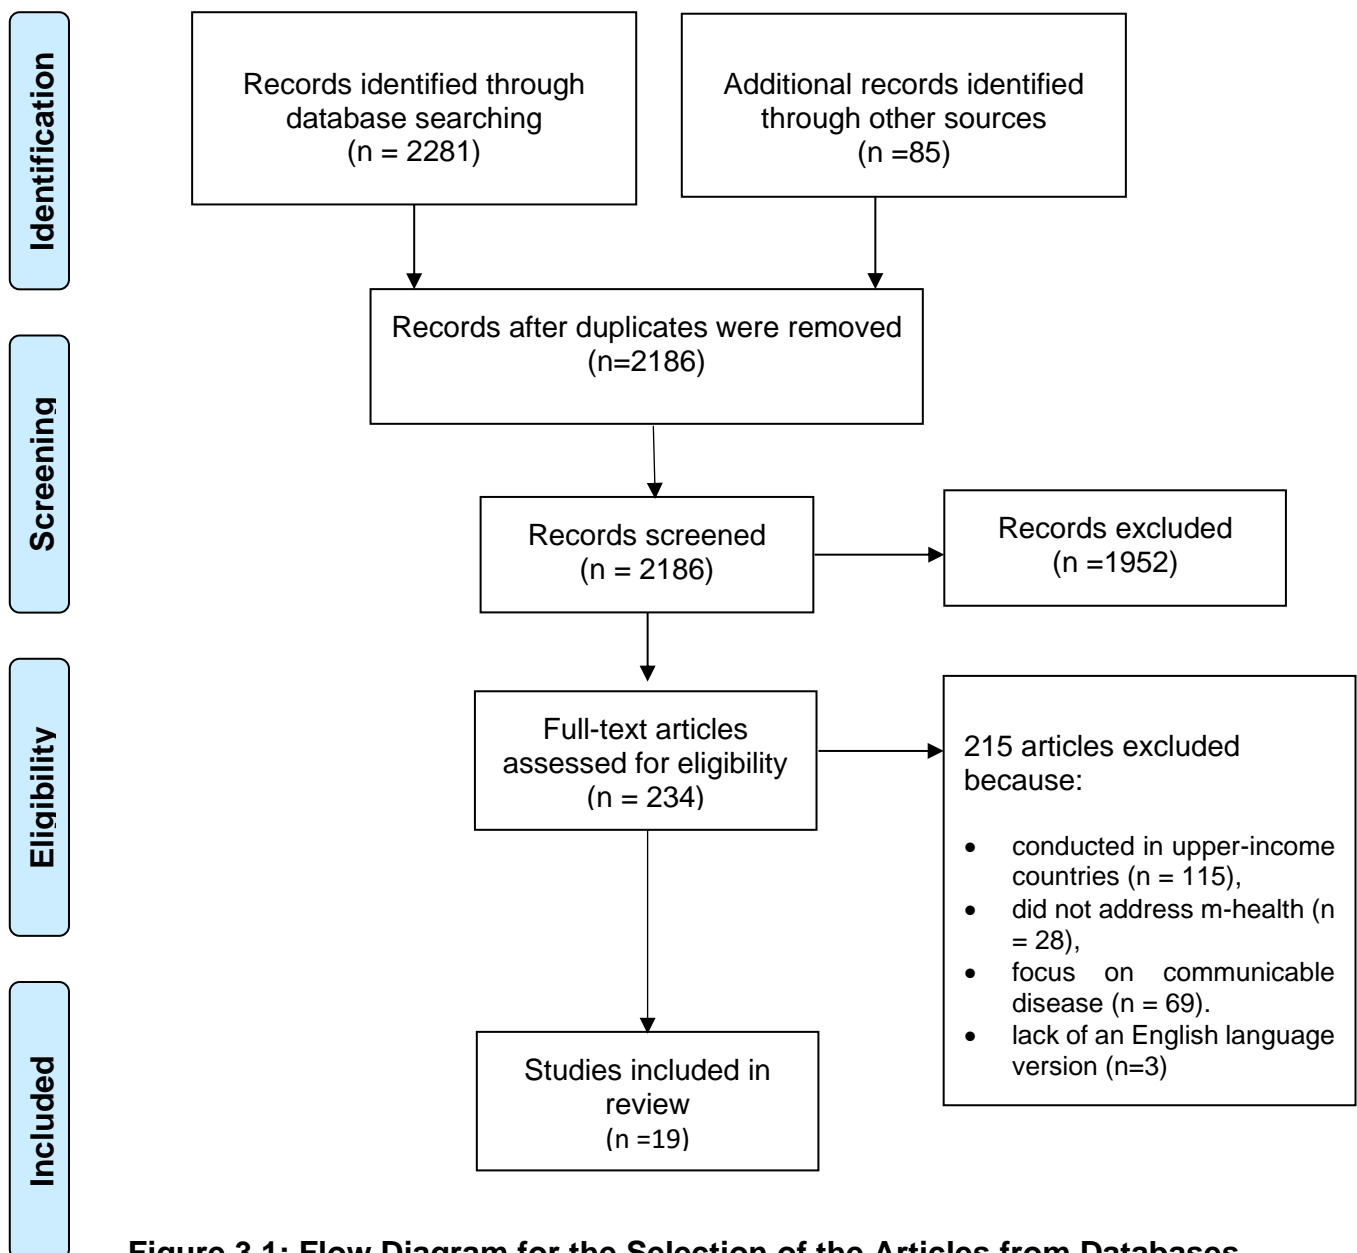 Identification
Records identified through
database searching
(n = 2281)
Additional records identified
through other sources
(n =85)
Records after duplicates were removed
(n=2186)
Screening
Records screened
(n = 2186)
Records excluded
(n =1952)
Eligibility
Full-text articles
assessed for eligibility
(n = 234)
215 articles excluded
because:
• conducted in upper-income
countries (n = 115),
• did not address m-health (n
= 28),
• focus on communicable
disease (n = 69).
• lack of an English language
version (n=3)
Included
Studies included in
review
(n =19)
Figure 3.1: Flow Diagram for the Selection of the Articles from Databases